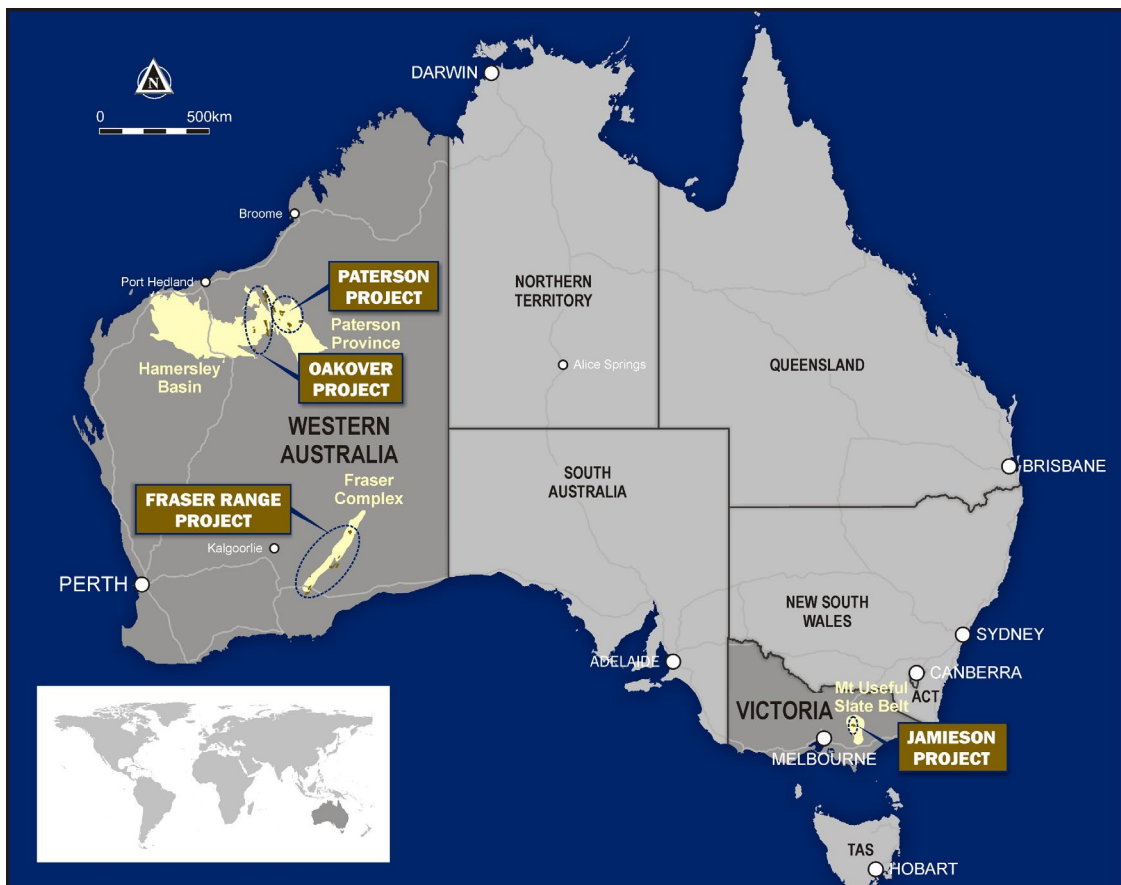 DARWIN
N
0
500km
Broome
Port Hedland
PATERSON
PROJECT
NORTHERN
TERRITORY
Paterson
Province
Hamersley
Basin
OAKOVER
PROJECT
Alice Springs
QUEENSLAND
WESTERN
AUSTRALIA
BRISBANE
SOUTH
AUSTRALIA
Fraser
Complex
FRASER RANGE
PROJECT
Kalgoorlie
PERTH
NEW SOUTH
WALES
SYDNEY
ADELAIDE
CANBERRA
ACT
Mt Useful
Slate Belt
VICTORIA
JAMIESON
PROJECT
MELBOURNE
TAS
HOBART